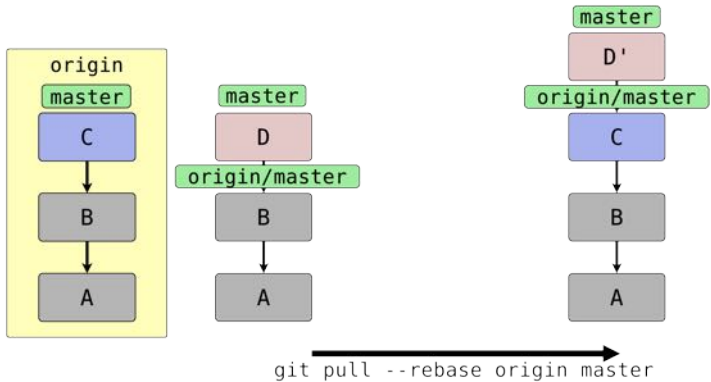 origin
master
C
B
A
master
D
origin/master
B
A
master
D'
origin/master
C
B
A
git pull --rebase origin master